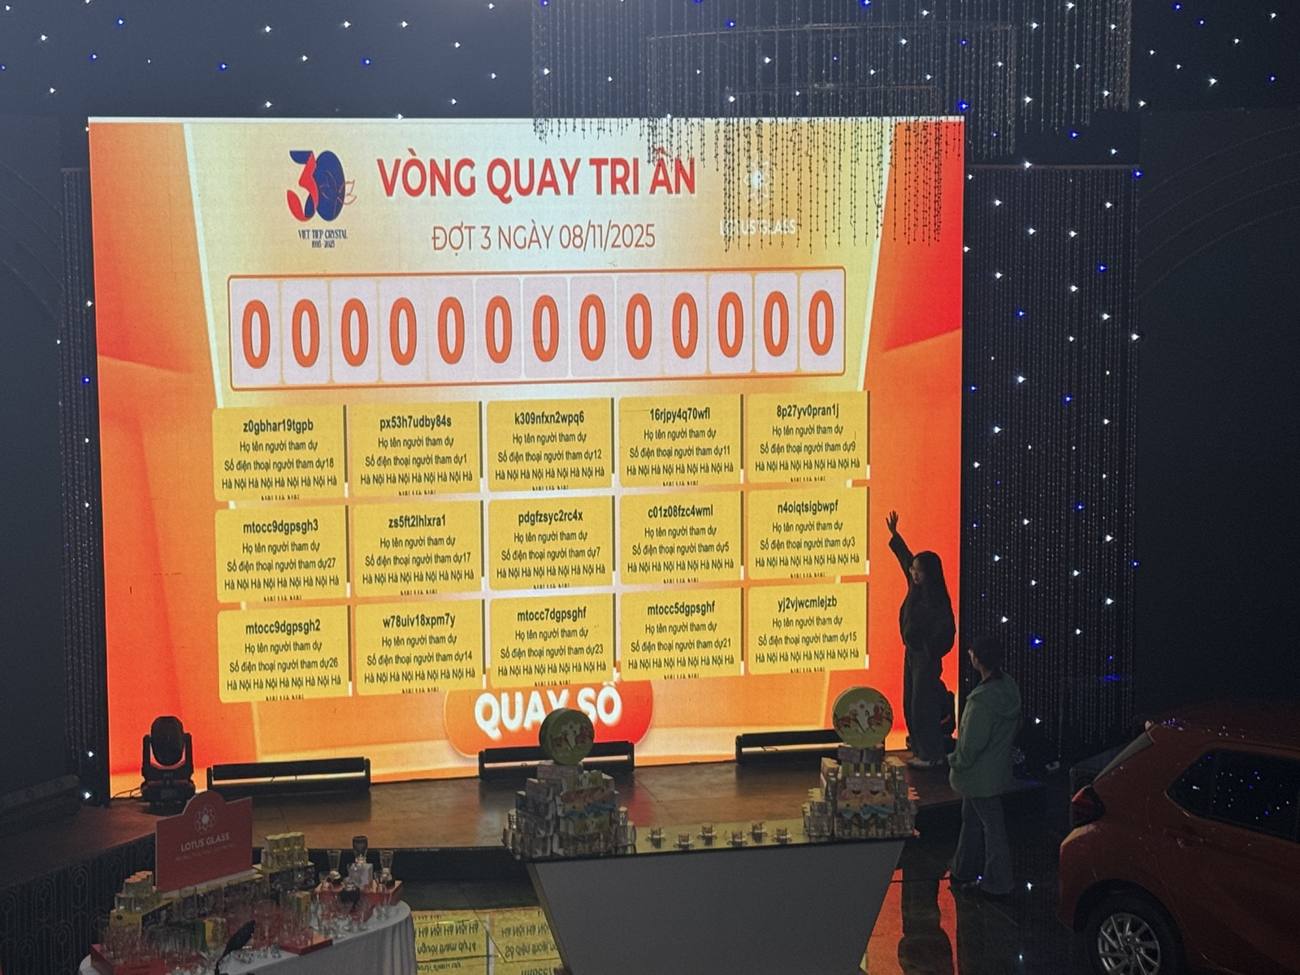 30
VIET TIEP CRYSTAL
1995 - 2025
VÒNG QUAY TRI ÂN
ĐỢT 3 NGÀY 08/11/2025
LOTUS GLASS
0 0 0 0 0 0 0 0 0 0 0 0 0
z0gbhar19tgpb
Họ tên người tham dự
Số điện thoại người tham dự18
Hà Nội Hà Nội Hà Nội Hà Nội Hà
px53h7udby84s
Họ tên người tham dự
Số điện thoại người tham dự1
Hà Nội Hà Nội Hà Nội Hà Nội
k309nfxn2wpq6
Họ tên người tham dự
Số điện thoại người tham dự12
Hà Nội Hà Nội Hà Nội Hà Nội Hà
16rjpy4q70wfl
Họ tên người tham dự
Số điện thoại người tham dự11
Hà Nội Hà Nội Hà Nội Hà Nội Hà
8p27yv0pran1j
Họ tên người tham dự
Số điện thoại người tham dự9
Hà Nội Hà Nội Hà Nội Hà Nội
mtocc9dgpsgh3
Họ tên người tham dự
Số điện thoại người tham dự27
Hà Nội Hà Nội Hà Nội Hà Nội Hà
zs5ft2lhlxra1
Họ tên người tham dự
Số điện thoại người tham dự17
Hà Nội Hà Nội Hà Nội Hà Nội Hà
pdgfzsyc2rc4x
Họ tên người tham dự
Số điện thoại người tham dự7
Hà Nội Hà Nội Hà Nội Hà Nội
c01z08fzc4wml
Họ tên người tham dự
Số điện thoại người tham dự5
Hà Nội Hà Nội Hà Nội Hà Nội
n4oiqtsigbwpf
Họ tên người tham dự
Số điện thoại người tham dự3
Hà Nội Hà Nội Hà Nội Hà Nội
mtocc9dgpsgh2
Họ tên người tham dự
Số điện thoại người tham dự26
Hà Nội Hà Nội Hà Nội Hà Nội Hà
w78uiv18xpm7y
Họ tên người tham dự
Số điện thoại người tham dự14
Hà Nội Hà Nội Hà Nội Hà Nội Hà
mtocc7dgpsghf
Họ tên người tham dự
Số điện thoại người tham dự23
Hà Nội Hà Nội Hà Nội Hà Nội Hà
mtocc5dgpsghf
Họ tên người tham dự
Số điện thoại người tham dự21
Hà Nội Hà Nội Hà Nội Hà Nội Hà
yj2vjwcmlejzb
Họ tên người tham dự
Số điện thoại người tham dự15
Hà Nội Hà Nội Hà Nội Hà Nội Hà
QUAY SỐ
LOTUS GLASS